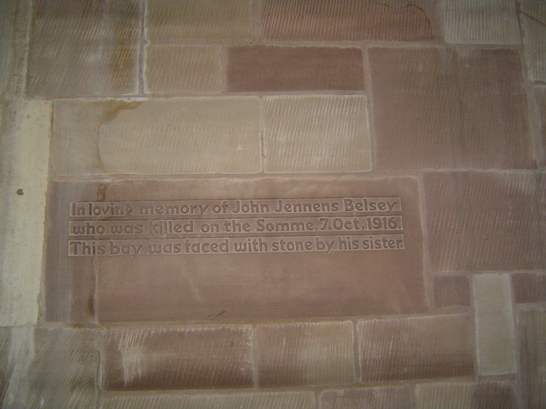 In loving memory of John Jennens Belsey
who was killed on the Somme. 7. Oct. 1916.
This bay was faced with stone by his sister.